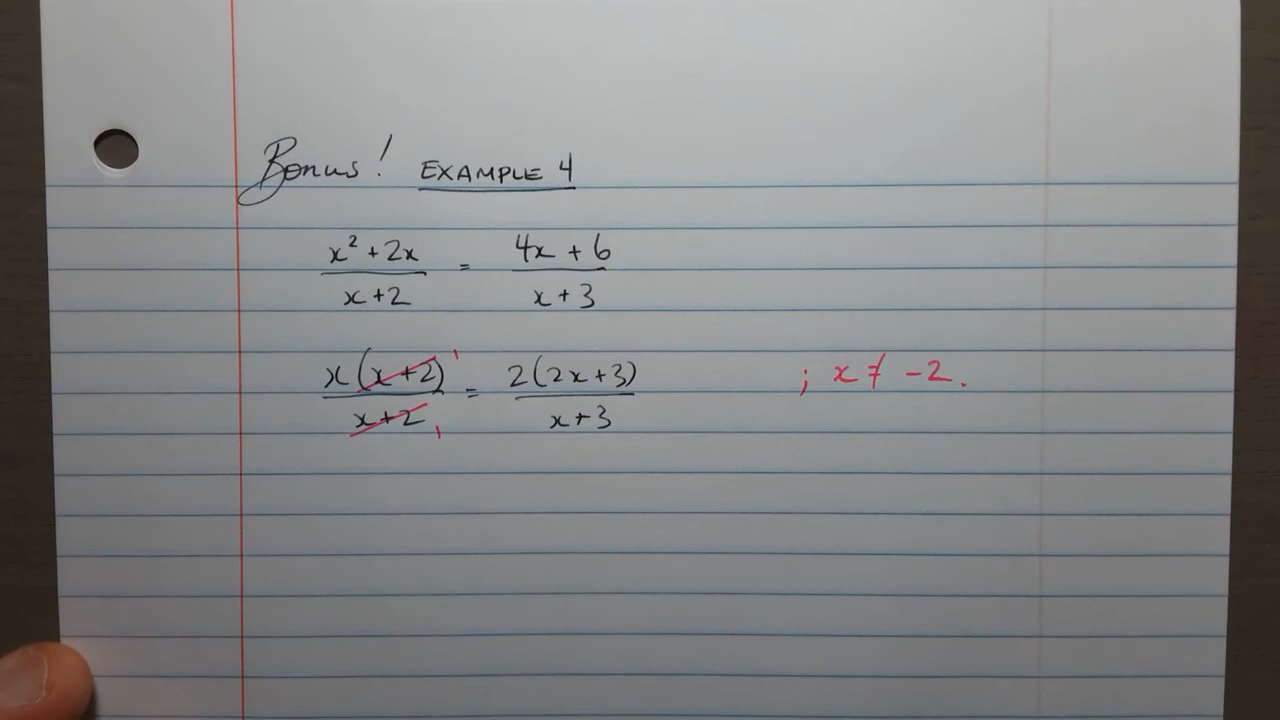 Bonus! EXAMPLE 4
x² + 2x / x + 2 = 4x + 6 / x + 3
x(x + 2) ' / x + 2 , = 2(2x + 3) / x + 3 ; x ≠ -2.